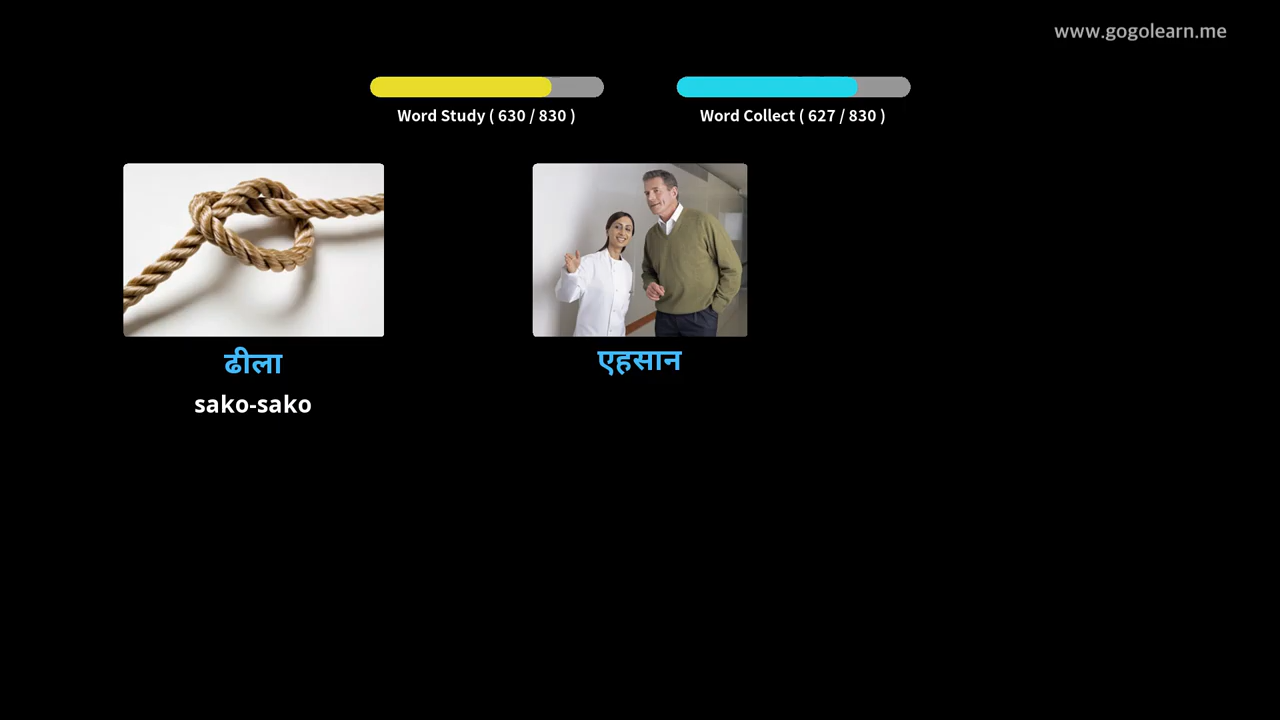 www.gogolearn.me
Word Study ( 630 / 830 )
Word Collect ( 627 / 830 )
ढीला
sako-sako
एहसान